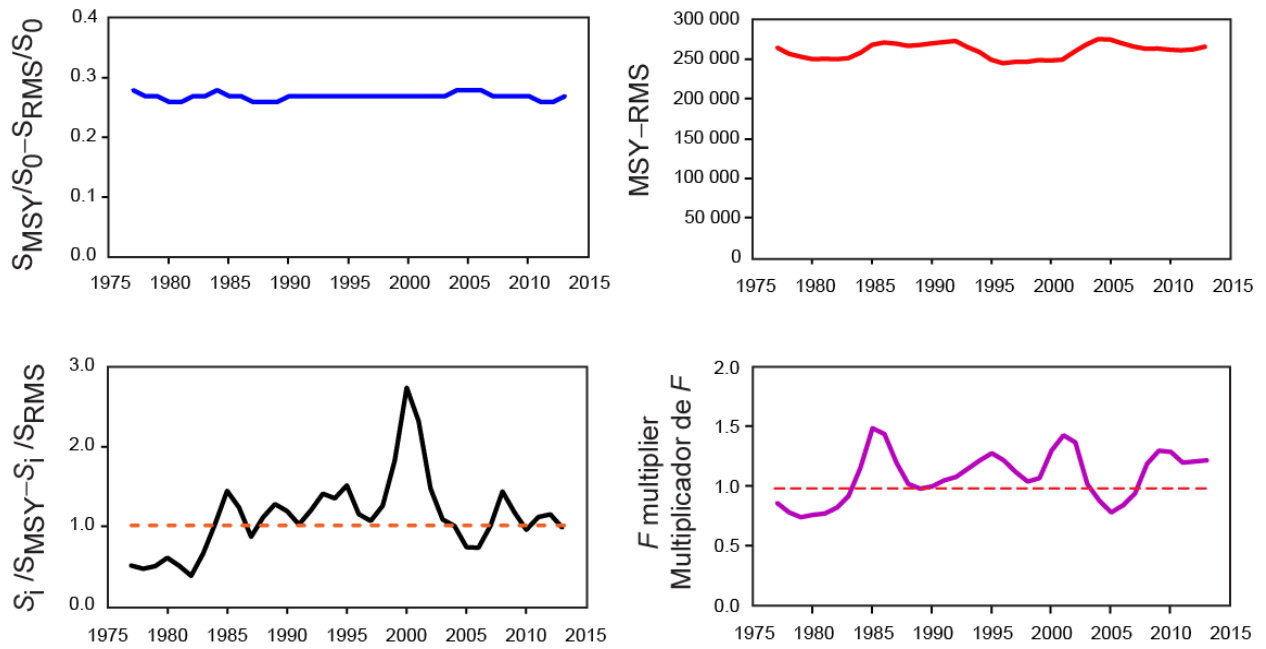 SMSY/S0–SRMS/S0
0.4
0.3
0.2
0.1
0.0
1975 1980 1985 1990 1995 2000 2005 2010 2015
MSY–RMS
300 000
250 000
200 000
150 000
100 000
50 000
0
1975 1980 1985 1990 1995 2000 2005 2010 2015
Si /SMSY–Si /SRMS
3.0
2.0
1.0
0.0
1975 1980 1985 1990 1995 2000 2005 2010 2015
F multiplier
Multiplicador de F
2.0
1.5
1.0
0.5
0.0
1975 1980 1985 1990 1995 2000 2005 2010 2015